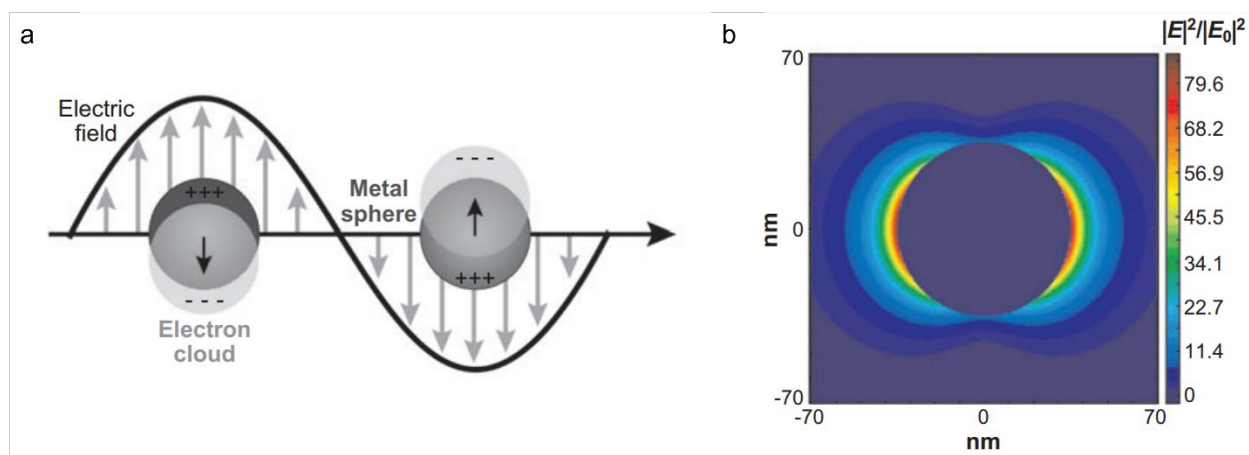 a
Electric
field
+++
- - -
Electron
cloud
Metal
sphere
- - -
+++
b
|E|²/|E₀|²
70
0
-70
nm
-70
0
70
nm
79.6
68.2
56.8
45.5
34.1
22.7
11.4
0